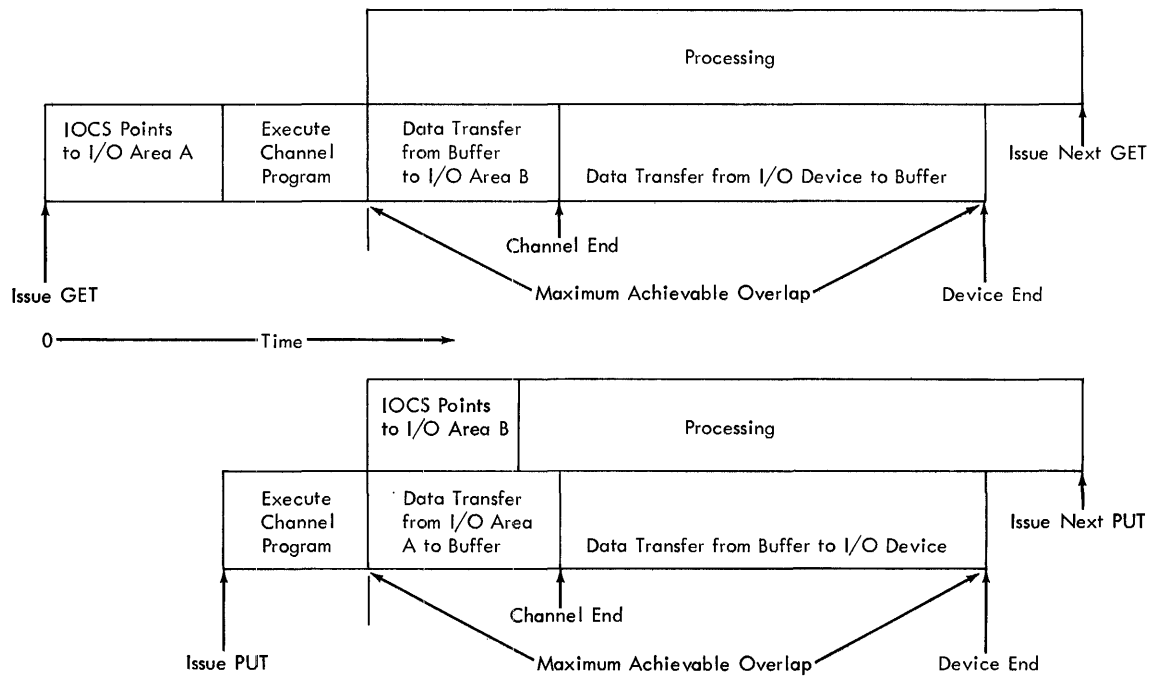 Processing
IOCS Points
to I/O Area A
Execute
Channel
Program
Data Transfer
from Buffer
to I/O Area B
Data Transfer from I/O Device to Buffer
Issue Next GET
Channel End
Issue GET
Maximum Achievable Overlap
Device End
0
Time
IOCS Points
to I/O Area B
Processing
Execute
Channel
Program
Data Transfer
from I/O Area
A to Buffer
Data Transfer from Buffer to I/O Device
Issue Next PUT
Channel End
Issue PUT
Maximum Achievable Overlap
Device End